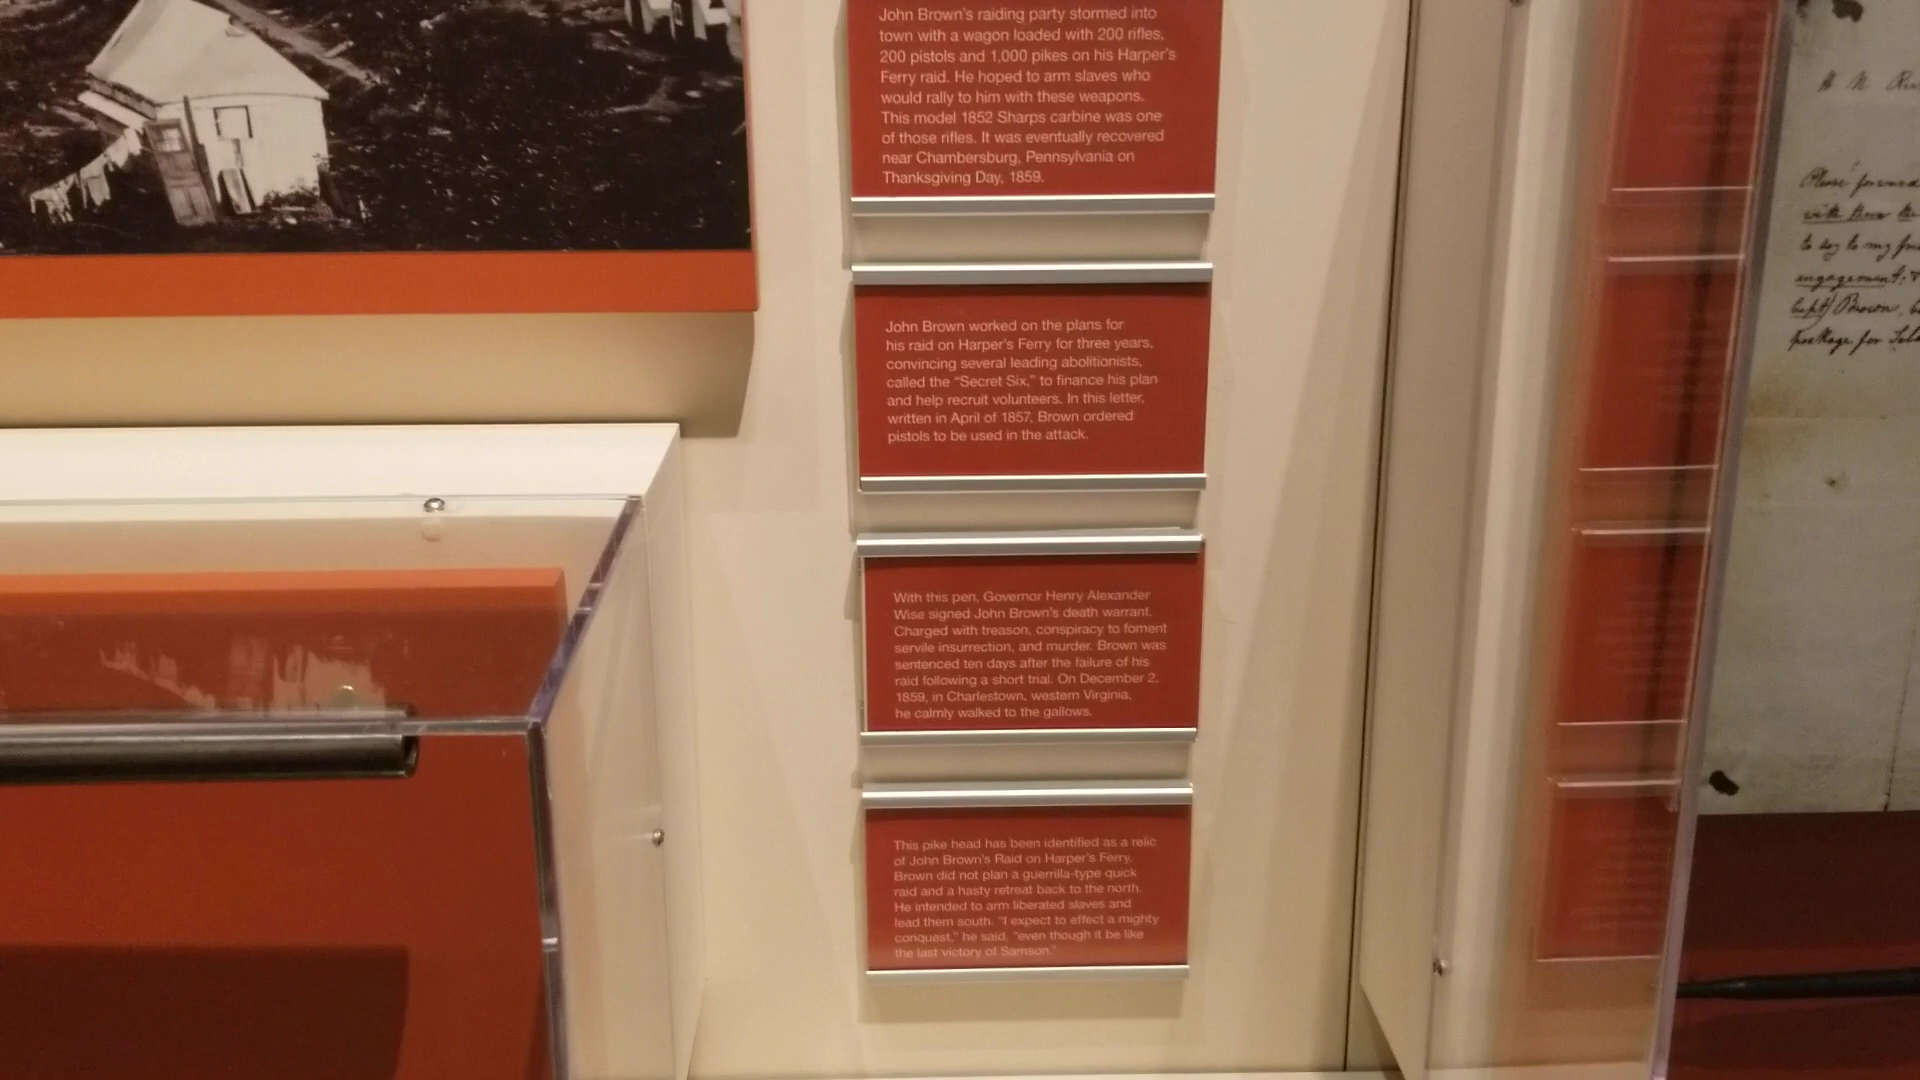 John Brown's raiding party stormed into
town with a wagon loaded with 200 rifles,
200 pistols and 1,000 pikes on his Harper's
Ferry raid. He hoped to arm slaves who
would rally to him with these weapons.
This model 1852 Sharps carbine was one
of those rifles. It was eventually recovered
near Chambersburg, Pennsylvania on
Thanksgiving Day, 1859.
John Brown worked on the plans for
his raid on Harper's Ferry for three years,
convincing several leading abolitionists,
called the "Secret Six," to finance his plan
and help recruit volunteers. In this letter,
written in April of 1857, Brown ordered
pistols to be used in the attack.
With this pen, Governor Henry Alexander
Wise signed John Brown's death warrant.
Charged with treason, conspiracy to foment
servile insurrection, and murder. Brown was
sentenced ten days after the failure of his
raid following a short trial. On December 2,
1859, in Charlestown, western Virginia,
he calmly walked to the gallows.
This pike head has been identified as a relic
of John Brown's Raid on Harper's Ferry.
Brown did not plan a guerrilla-type quick
raid and a hasty retreat back to the north.
He intended to arm liberated slaves and
lead them south. "I expect to effect a mighty
conquest," he said, "even though it be like
the last victory of Samson."
Please
with
to say to my
engagement,
Capt) Brown,
package for